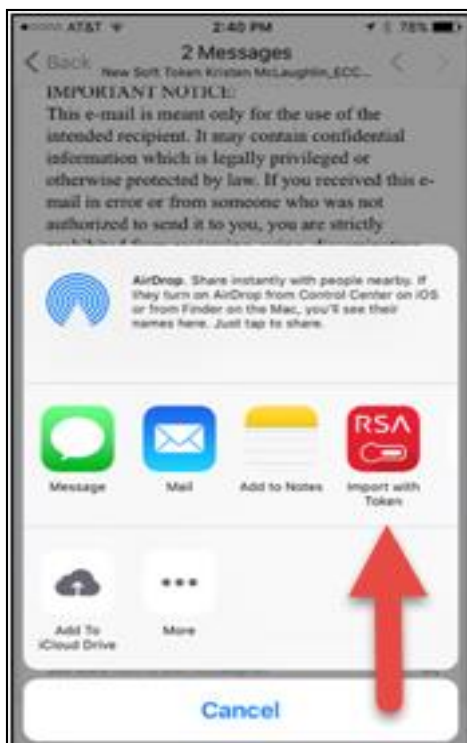 AT&T 2:40 PM 78%
Back 2 Messages
New Soft Token Kristen McLaughlin_ECC...
IMPORTANT NOTICE:
This e-mail is meant only for the use of the
intended recipient. It may contain confidential
information which is legally privileged or
otherwise protected by law. If you received this e-
mail in error or from someone who was not
authorized to send it to you, you are strictly
AirDrop. Share instantly with people nearby. If
they turn on AirDrop from Control Center on iOS
or from Finder on the Mac, you'll see their
names here. Just tap to share.
RSA
Message Mail Add to Notes Import with
Token
Add To More
iCloud Drive
Cancel